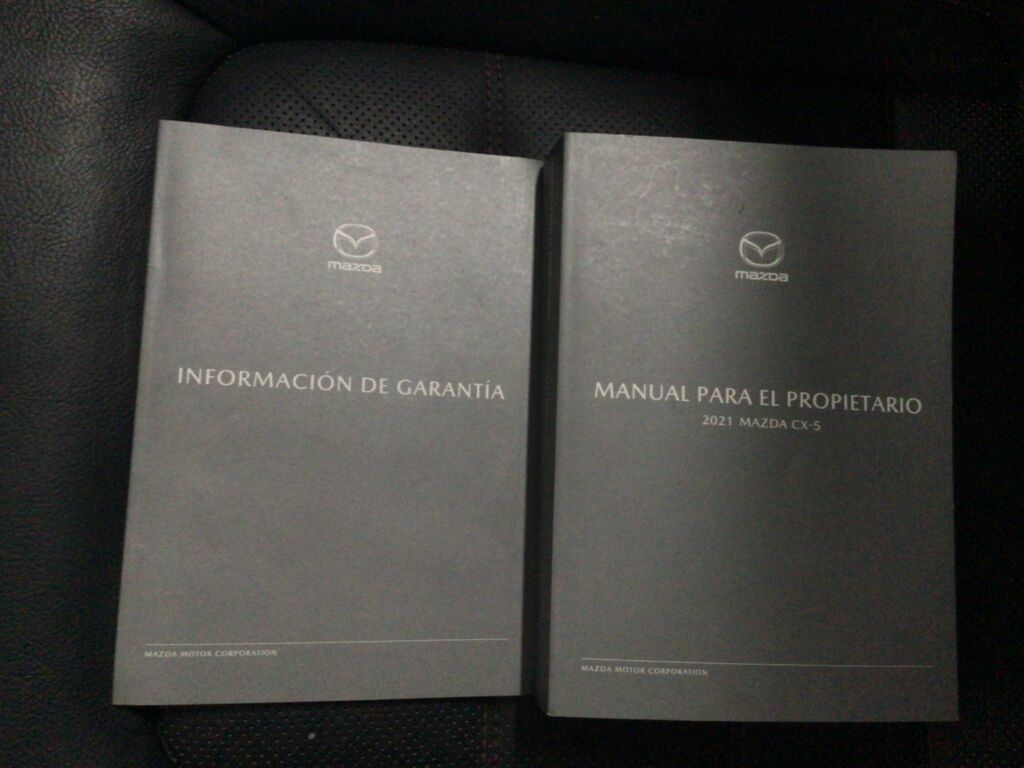 mazda
INFORMACIÓN DE GARANTÍA
MAZDA MOTOR CORPORATION
mazda
MANUAL PARA EL PROPIETARIO
2021 MAZDA CX-5
MAZDA MOTOR CORPORATION